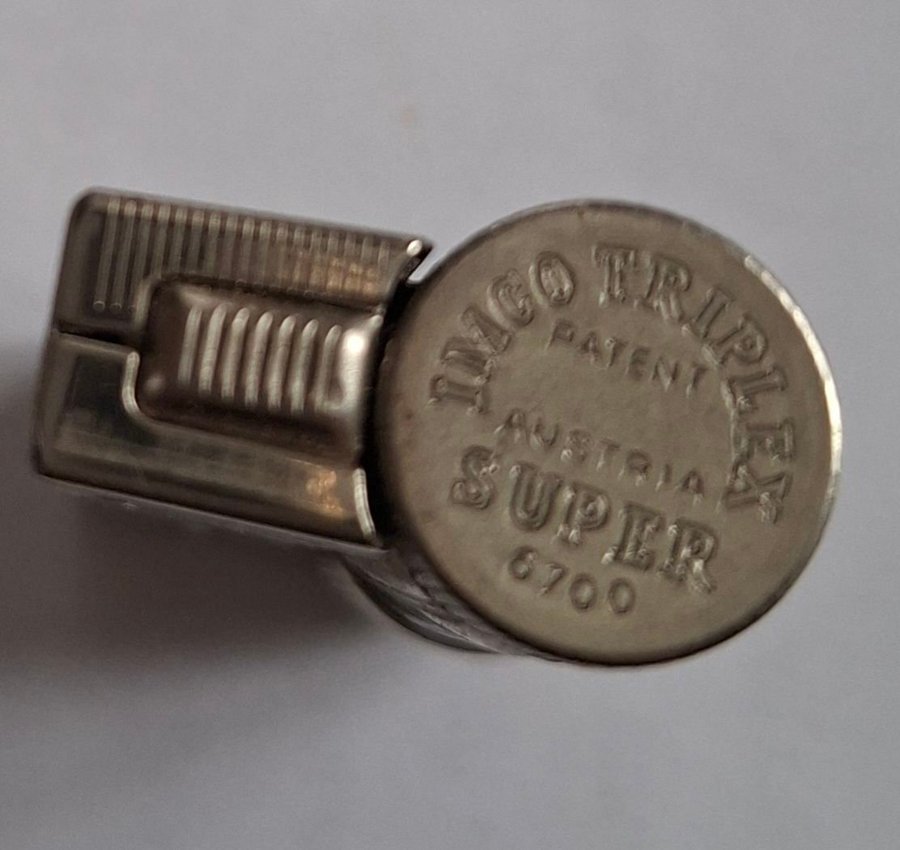 IMCO TRIPLEX
PATENT
AUSTRIA
SUPER
6700